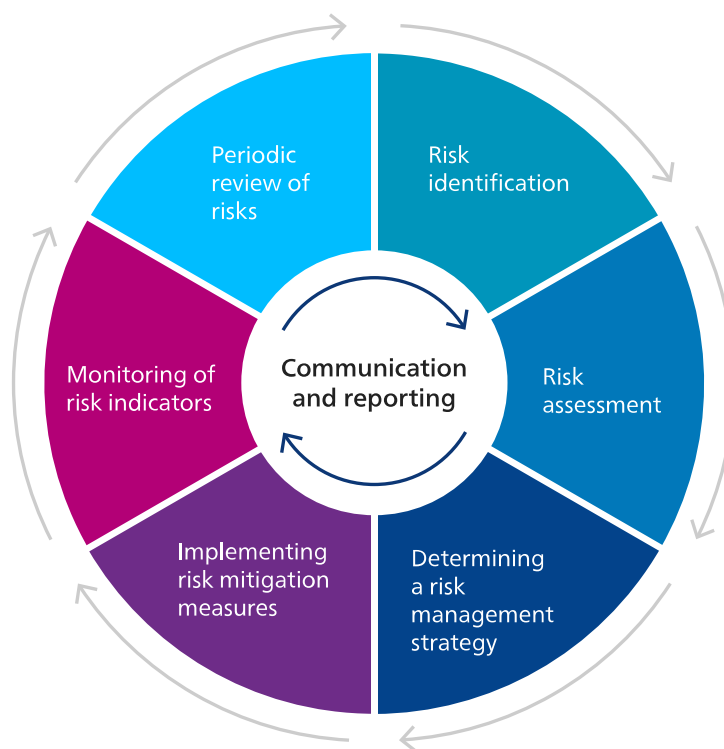 Periodic
review of
risks
Risk
identification
Risk
assessment
Determining
a risk
management
strategy
Implementing
risk mitigation
measures
Monitoring of
risk indicators
Communication
and reporting